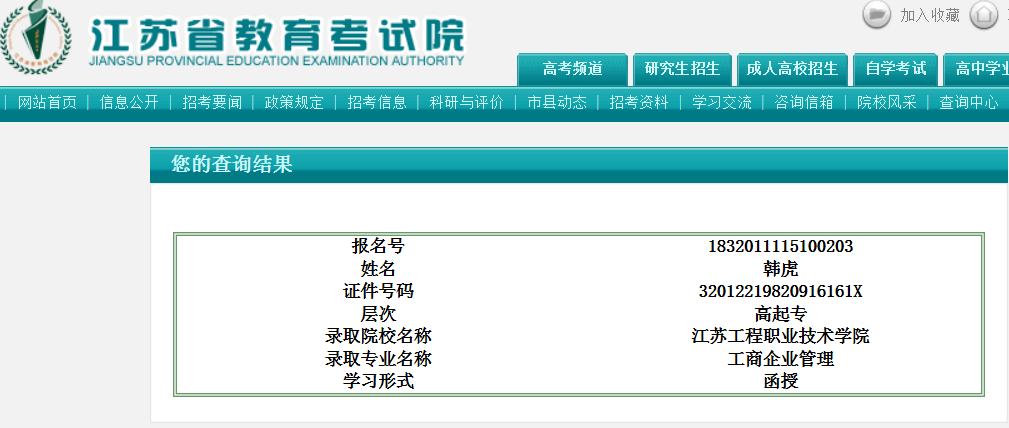 江苏省教育考试院
JIANGSU PROVINCIAL EDUCATION EXAMINATION AUTHORITY
加入收藏
高考频道 研究生招生 成人高校招生 自学考试 高中学业
网站首页 | 信息公开 | 招考要闻 | 政策规定 | 招考信息 | 科研与评价 | 市县动态 | 招考资料 | 学习交流 | 咨询信箱 | 院校风采 | 查询中心
您的查询结果
报名号 1832011115100203
姓名 韩虎
证件号码 32012219820916161X
层次 高起专
录取院校名称 江苏工程职业技术学院
录取专业名称 工商企业管理
学习形式 函授